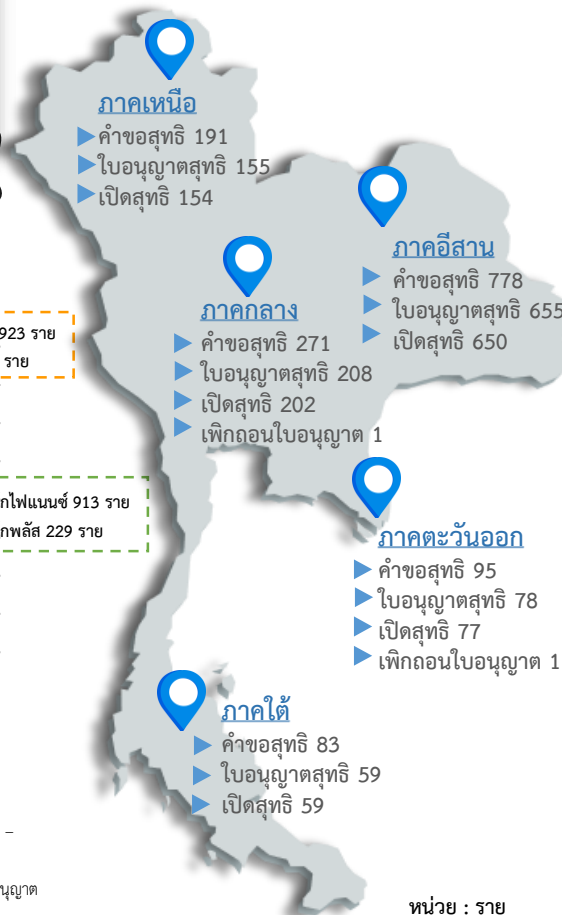 ภาคเหนือ
คำขอสุทธิ 191
ใบอนุญาตสุทธิ 155
เปิดสุทธิ 154
ภาคอีสาน
คำขอสุทธิ 778
ใบอนุญาตสุทธิ 655
เปิดสุทธิ 650
ภาคกลาง
คำขอสุทธิ 271
ใบอนุญาตสุทธิ 208
เปิดสุทธิ 202
เพิกถอนใบอนุญาต 1
923 ราย
ราย
กไฟแนนซ์ 913 ราย
กพลัส 229 ราย
ภาคตะวันออก
คำขอสุทธิ 95
ใบอนุญาตสุทธิ 78
เปิดสุทธิ 77
เพิกถอนใบอนุญาต 1
ภาคใต้
คำขอสุทธิ 83
ใบอนุญาตสุทธิ 59
เปิดสุทธิ 59
นุญาต
หน่วย : ราย